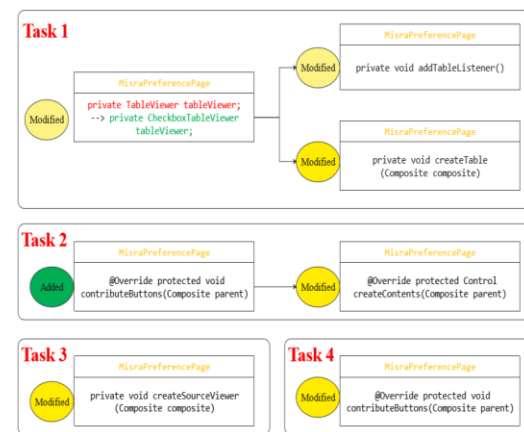 Task 1
MisraPreferencePage
private void addTableListener()
Modified
MisraPreferencePage
private TableViewer tableViewer;
--> private CheckboxTableViewer
tableViewer;
Modified
MisraPreferencePage
private void createTable
(Composite composite)
Modified
Task 2
MisraPreferencePage
@Override protected void
contributeButtons(Composite parent)
Added
MisraPreferencePage
@Override protected Control
createContents(Composite parent)
Modified
Task 3
MisraPreferencePage
private void createSourceViewer
(Composite composite)
Modified
Task 4
MisraPreferencePage
@Override protected void
contributeButtons(Composite parent)
Modified